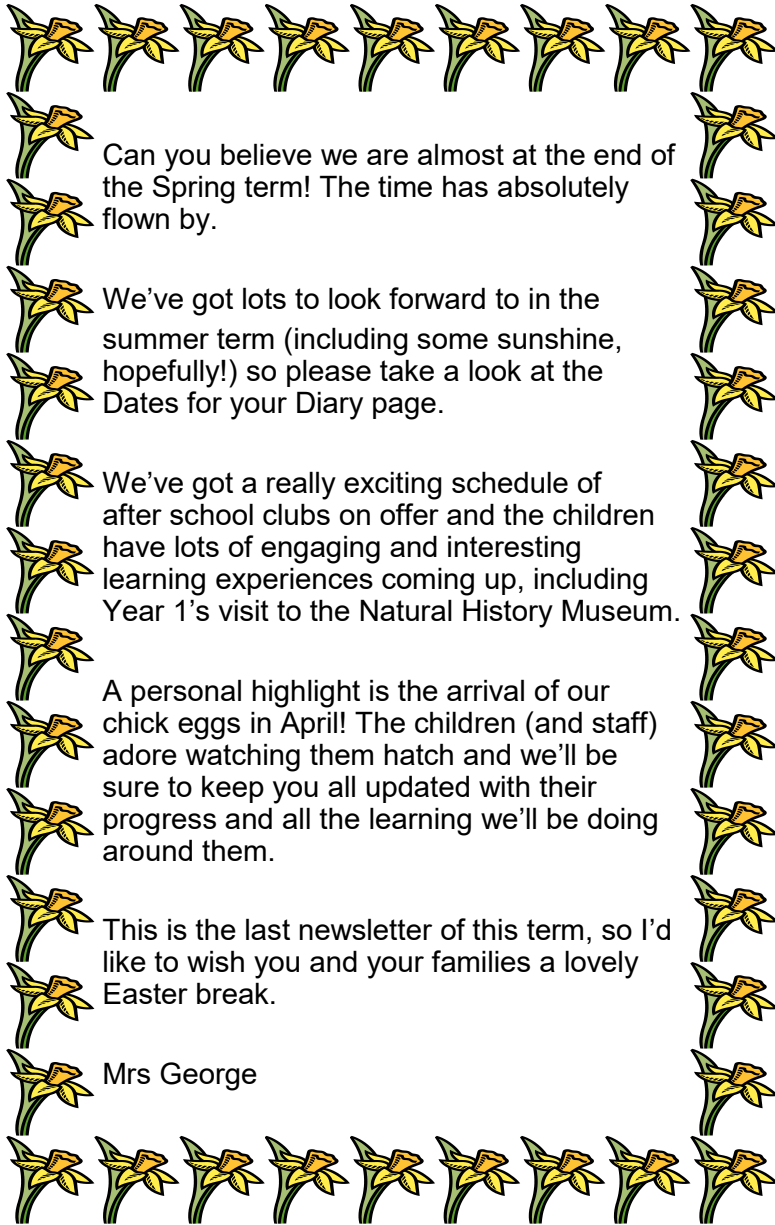 Can you believe we are almost at the end of
the Spring term! The time has absolutely
flown by.
We’ve got lots to look forward to in the
summer term (including some sunshine,
hopefully!) so please take a look at the
Dates for your Diary page.
We’ve got a really exciting schedule of
after school clubs on offer and the children
have lots of engaging and interesting
learning experiences coming up, including
Year 1’s visit to the Natural History Museum.
A personal highlight is the arrival of our
chick eggs in April! The children (and staff)
adore watching them hatch and we’ll be
sure to keep you all updated with their
progress and all the learning we’ll be doing
around them.
This is the last newsletter of this term, so I’d
like to wish you and your families a lovely
Easter break.
Mrs George